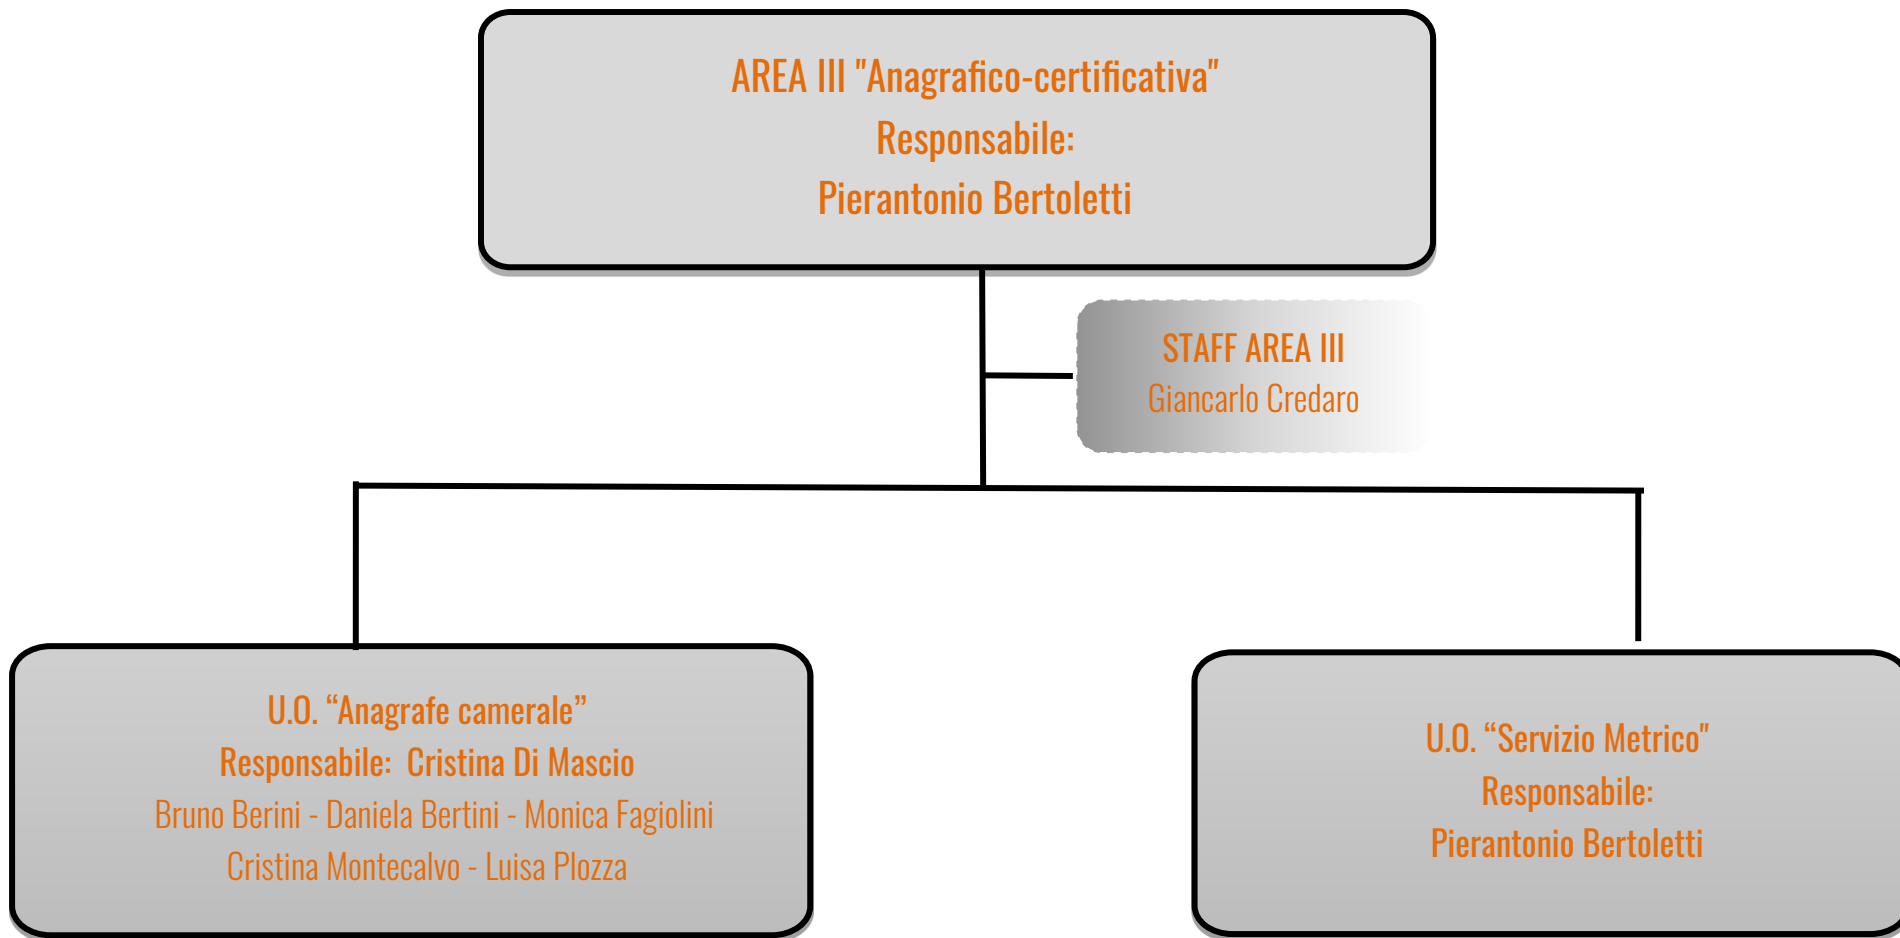 AREA III "Anagrafico-certificativa"
Responsabile:
Pierantonio Bertoletti
STAFF AREA III
Giancarlo Credaro
U.O. “Anagrafe camerale”
Responsabile:  Cristina Di Mascio
Bruno Berini - Daniela Bertini - Monica Fagiolini
Cristina Montecalvo - Luisa Plozza
U.O. “Servizio Metrico"
Responsabile:
Pierantonio Bertoletti